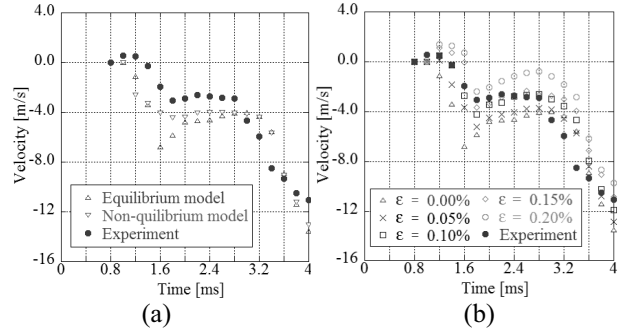 (a)
4.0
0.0
-4.0
-8.0
-12
-16
Velocity [m/s]
Equilibrium model
Non-quilibrium model
Experiment
0
0.8
1.6
2.4
3.2
4
Time [ms]
(a)
(b)
4.0
0.0
-4.0
-8.0
-12
-16
Velocity [m/s]
ε = 0.00%
ε = 0.15%
ε = 0.05%
ε = 0.20%
ε = 0.10%
Experiment
0
0.8
1.6
2.4
3.2
4
Time [ms]
(b)